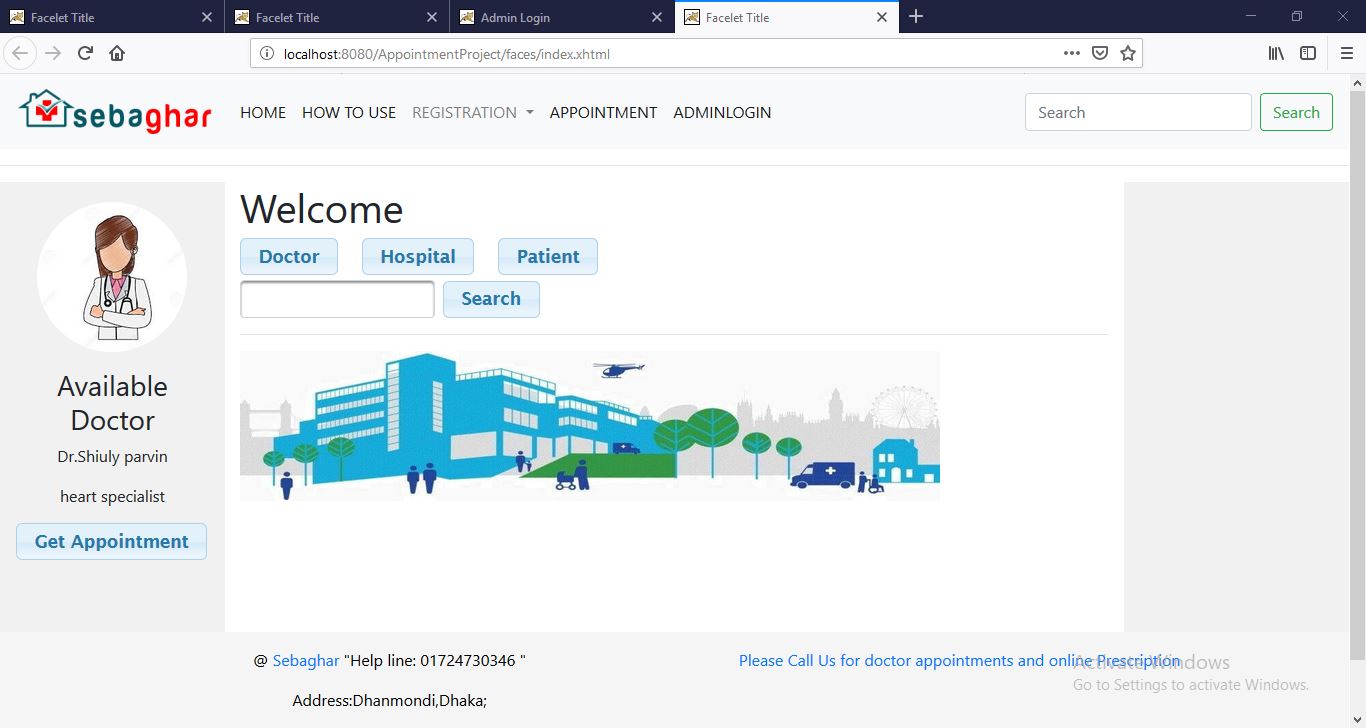 Facelet Title
Facelet Title
Admin Login
Facelet Title
localhost:8080/AppointmentProject/faces/index.xhtml
sebaghar
HOME
HOW TO USE
REGISTRATION
APPOINTMENT
ADMINLOGIN
Search
Search
Available
Doctor
Dr.Shiuly parvin
heart specialist
Get Appointment
Welcome
Doctor
Hospital
Patient
Search
@ Sebaghar "Help line: 01724730346 "
Address:Dhanmondi,Dhaka;
Please Call Us for doctor appointments and online Prescription
Activate Windows
Go to Settings to activate Windows.